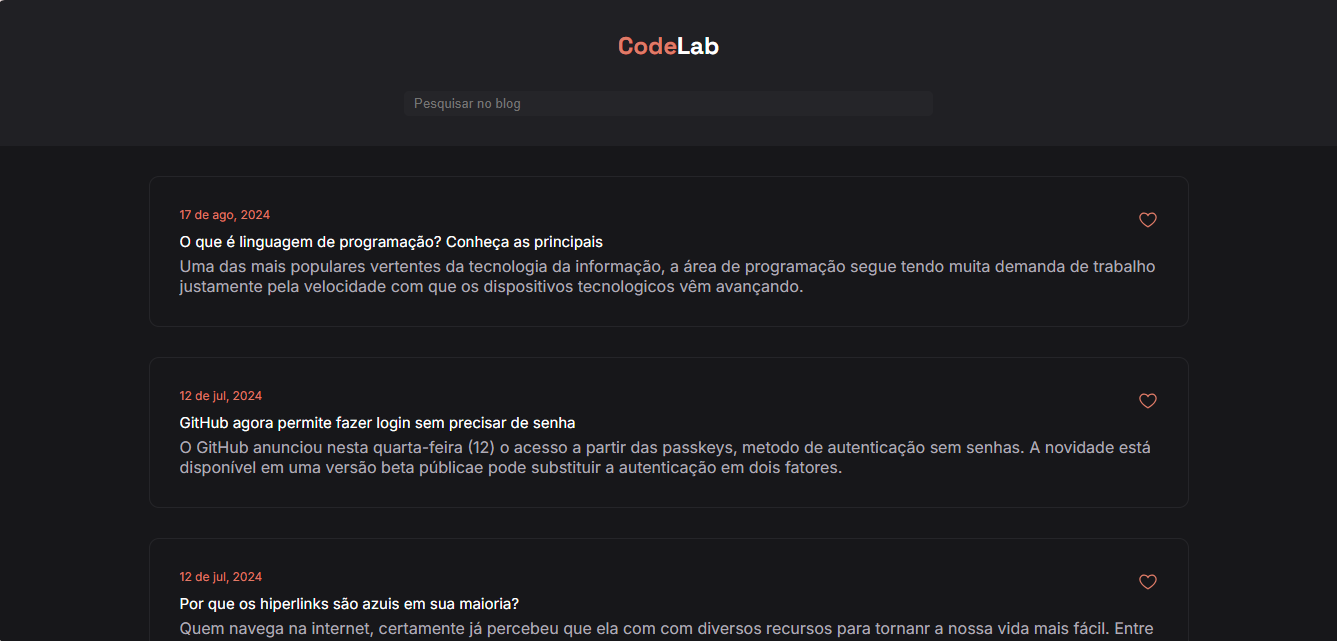 CodeLab
Pesquisar no blog
17 de ago, 2024
O que é linguagem de programação? Conheça as principais
Uma das mais populares vertentes da tecnologia da informação, a área de programação segue tendo muita demanda de trabalho
justamente pela velocidade com que os dispositivos tecnologicos vêm avançando.
12 de jul, 2024
GitHub agora permite fazer login sem precisar de senha
O GitHub anunciou nesta quarta-feira (12) o acesso a partir das passkeys, metodo de autenticação sem senhas. A novidade está
disponível em uma versão beta públicae pode substituir a autenticação em dois fatores.
12 de jul, 2024
Por que os hiperlinks são azuis em sua maioria?
Quem navega na internet, certamente já percebeu que ela com com diversos recursos para tornanr a nossa vida mais fácil. Entre